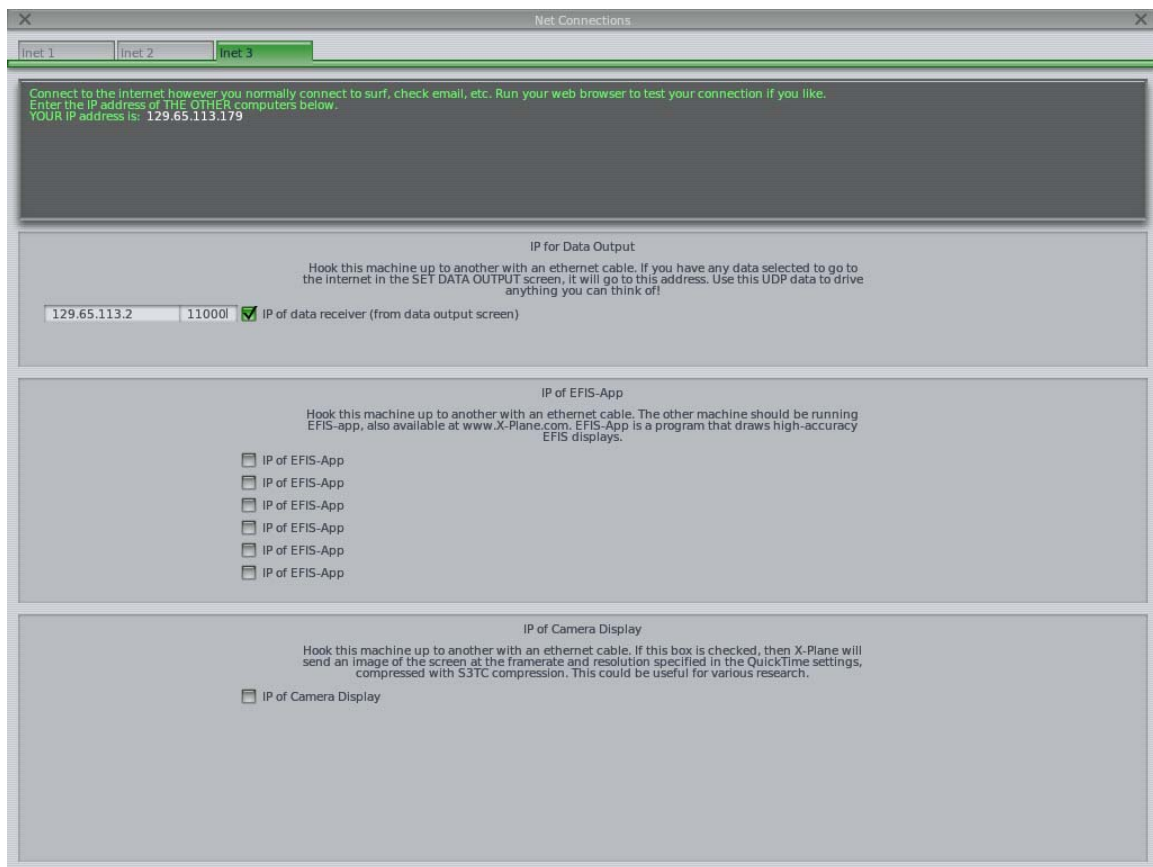 Net Connections
Inet 1
Inet 2
Inet 3
Connect to the internet however you normally connect to surf, check email, etc. Run your web browser to test your connection if you like.
Enter the IP address of THE OTHER computers below.
YOUR IP address is: 129.65.113.179
IP for Data Output
Hook this machine up to another with an ethernet cable. If you have any data selected to go to
the internet in the SET DATA OUTPUT screen, it will go to this address. Use this UDP data to drive
anything you can think of!
129.65.113.2 11000 IP of data receiver (from data output screen)
IP of EFIS-App
Hook this machine up to another with an ethernet cable. The other machine should be running
EFIS-app, also available at www.X-Plane.com. EFIS-App is a program that draws high-accuracy
EFIS displays.
IP of EFIS-App
IP of EFIS-App
IP of EFIS-App
IP of EFIS-App
IP of EFIS-App
IP of EFIS-App
IP of Camera Display
Hook this machine up to another with an ethernet cable. If this box is checked, then X-Plane will
send an image of the screen at the framerate and resolution specified in the QuickTime settings,
compressed with S3TC compression. This could be useful for various research.
IP of Camera Display